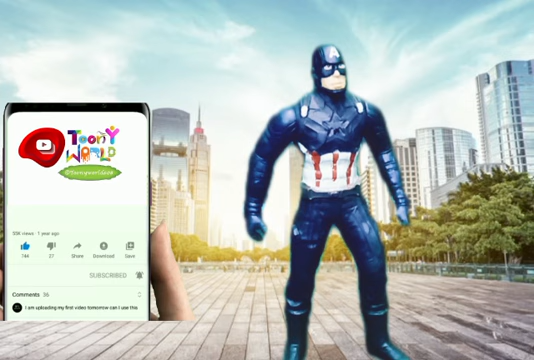 TOONY
WORLD
55K views · 1 year ago
744 27 Share Download Save
SUBSCRIBED
Comments 36
I am uploading my first video tomorrow can I use this
A